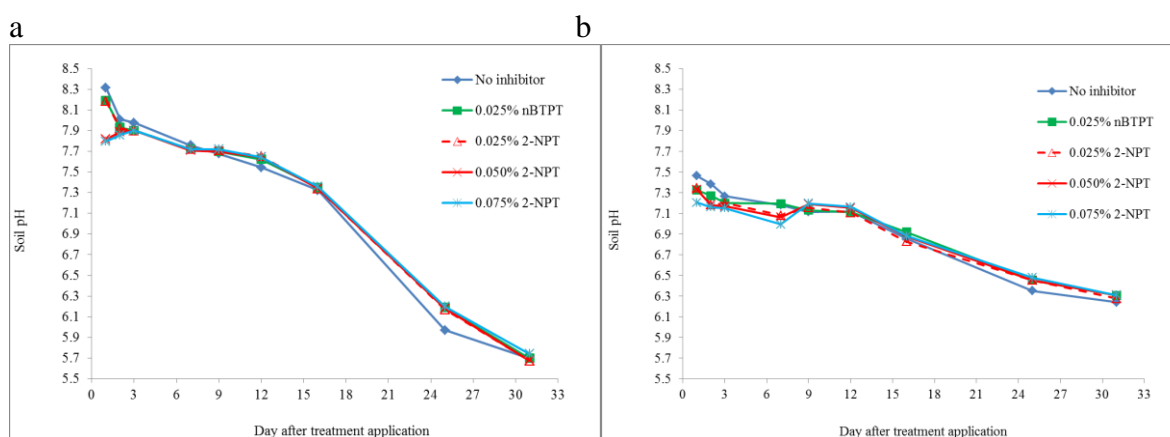 a
8.5
8.3
8.1
7.9
7.7
7.5
7.3
7.1
6.9
6.7
6.5
6.3
6.1
5.9
5.7
5.5
Soil pH
0 3 6 9 12 15 18 21 24 27 30 33
Day after treatment application
No inhibitor
0.025% nBTPT
0.025% 2-NPT
0.050% 2-NPT
0.075% 2-NPT
b
8.5
8.3
8.1
7.9
7.7
7.5
7.3
7.1
6.9
6.7
6.5
6.3
6.1
5.9
5.7
5.5
Soil pH
0 3 6 9 12 15 18 21 24 27 30 33
Day after treatment application
No inhibitor
0.025% nBTPT
0.025% 2-NPT
0.050% 2-NPT
0.075% 2-NPT